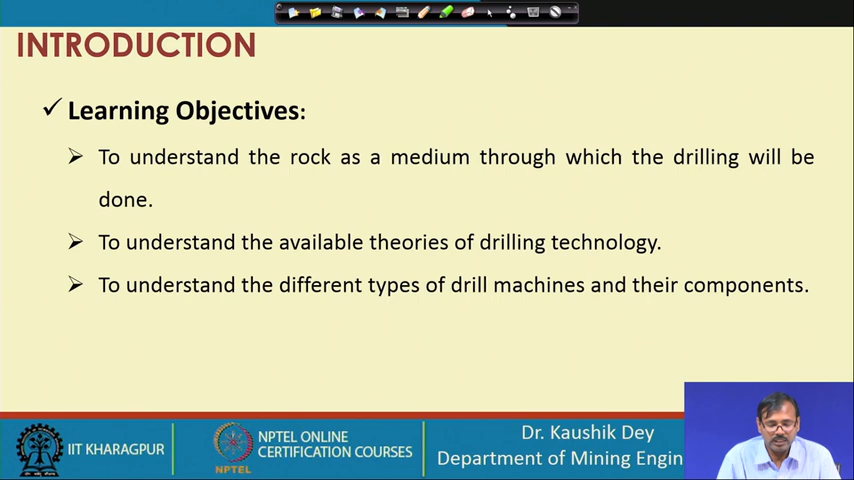 INTRODUCTION
✓ Learning Objectives:
➢ To understand the rock as a medium through which the drilling will be
done.
➢ To understand the available theories of drilling technology.
➢ To understand the different types of drill machines and their components.
IIT KHARAGPUR
NPTEL
NPTEL ONLINE
CERTIFICATION COURSES
Dr. Kaushik Dey
Department of Mining Engin